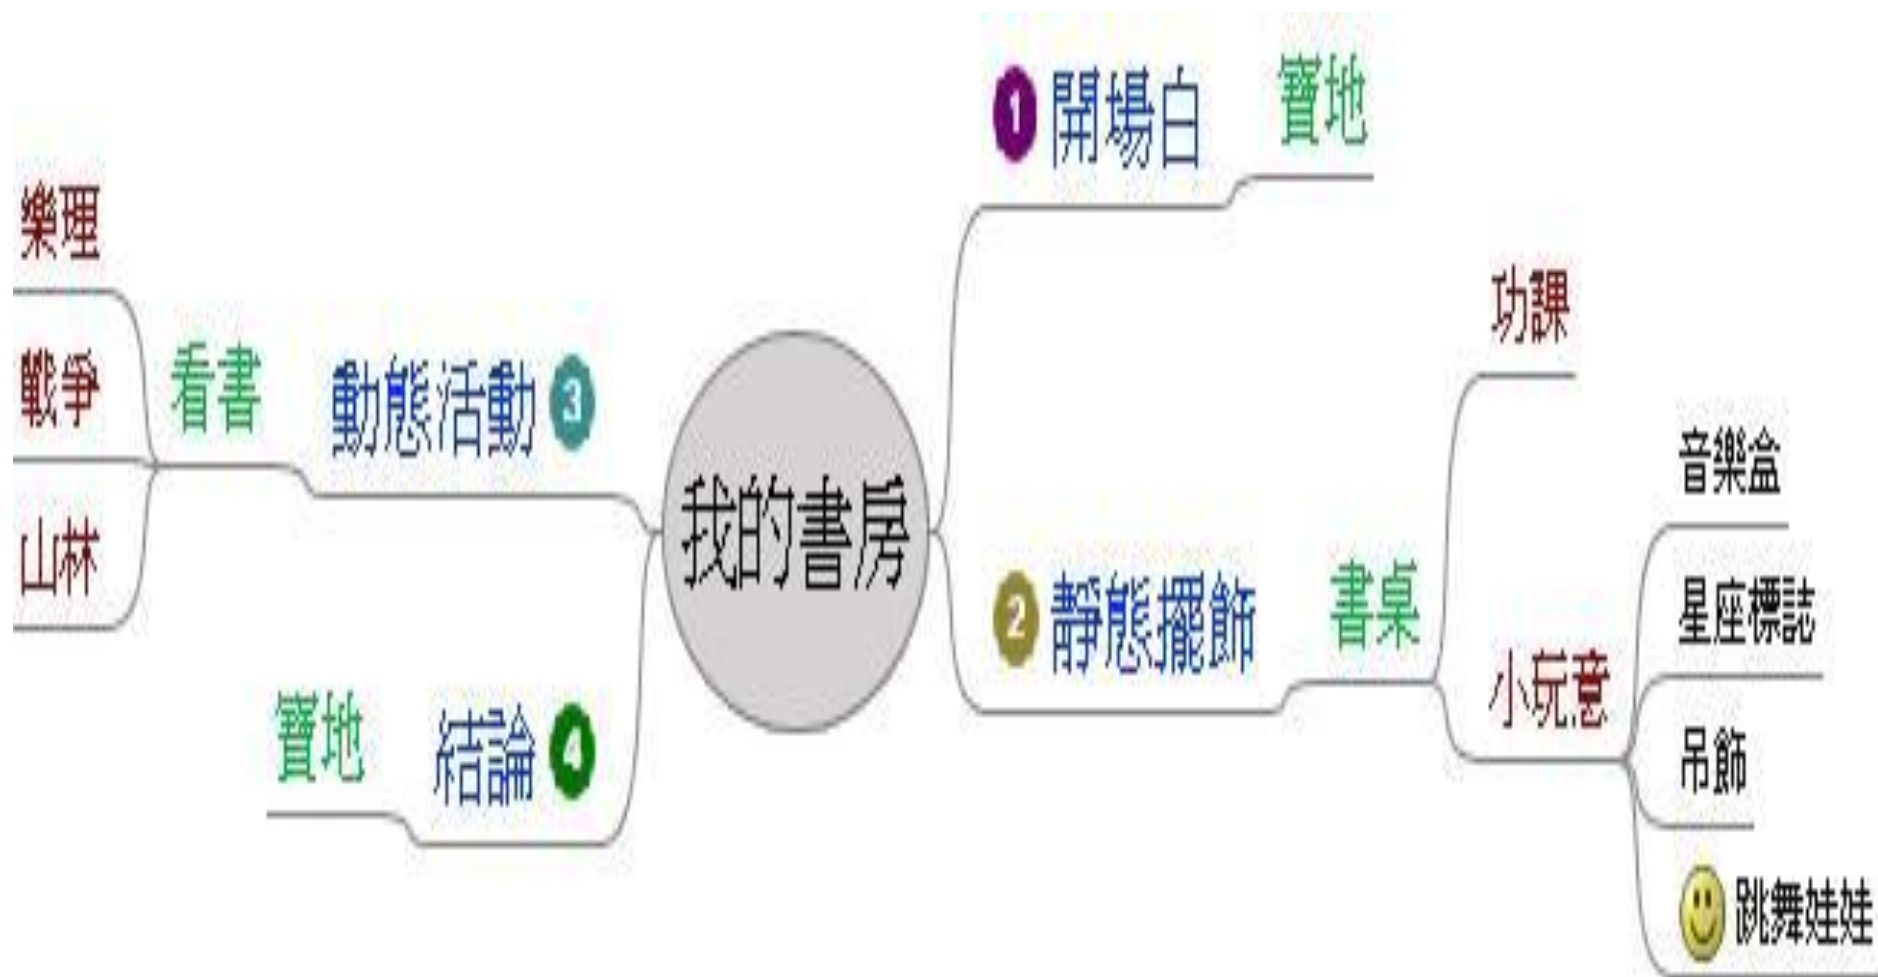 我的書房
1 開場白
寶地
2 靜態擺飾
書桌
功課
小玩意
音樂盒
星座標誌
吊飾
跳舞娃娃
3 動態活動
看書
樂理
戰爭
山林
4 結論
寶地